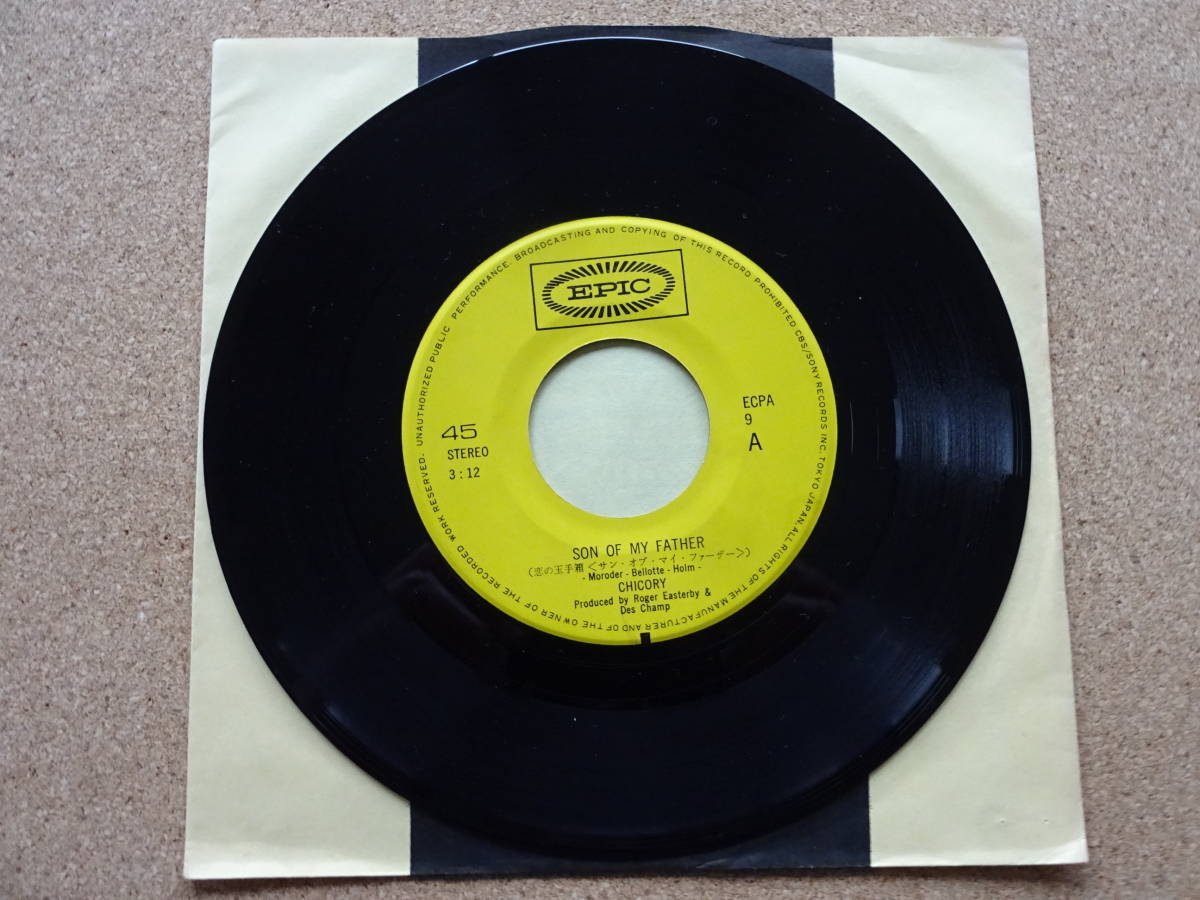 EPIC
45
STEREO
3:12
ECPA
9
A
SON OF MY FATHER
(恋の玉手箱<サン・オブ・マイ・ファーザー>)
- Moroder - Bellotte - Holm -
CHICORY
Produced by Roger Easterby &
Des Champ
UNAUTHORIZED PUBLIC PERFORMANCE. BROADCASTING AND COPYING OF THIS RECORD PROHIBITED CBS/SONY RECORDS INC. TOKYO JAPAN. ALL RIGHTS OF THE MANUFACTURER AND OF THE OWNER OF THE RECORDED WORK RESERVED.